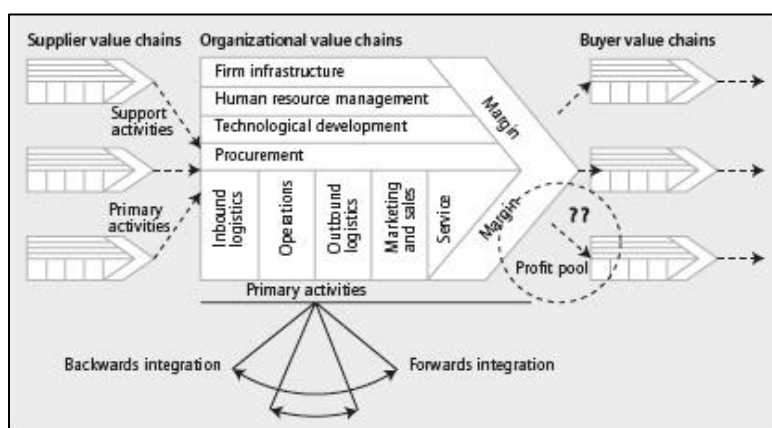 Supplier value chains
Organizational value chains
Buyer value chains
Firm infrastructure
Human resource management
Technological development
Procurement
Support
activities
Primary
activities
Inbound
logistics
Operations
Outbound
logistics
Marketing
and sales
Service
Margin
Margin
??
Profit pool
Primary activities
Backwards integration
Forwards integration